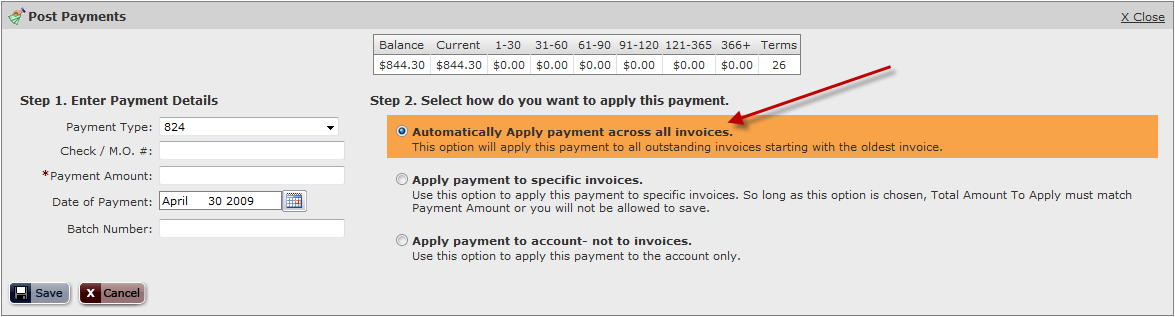 Post Payments
X Close
Balance Current 1-30 31-60 61-90 91-120 121-365 366+ Terms
$844.30 $844.30 $0.00 $0.00 $0.00 $0.00 $0.00 $0.00 26
Step 1. Enter Payment Details
Payment Type: 824
Check / M.O. #:
*Payment Amount:
Date of Payment: April 30 2009
Batch Number:
Step 2. Select how do you want to apply this payment.
Automatically Apply payment across all invoices.
This option will apply this payment to all outstanding invoices starting with the oldest invoice.
Apply payment to specific invoices.
Use this option to apply this payment to specific invoices. So long as this option is chosen, Total Amount To Apply must match
Payment Amount or you will not be allowed to save.
Apply payment to account- not to invoices.
Use this option to apply this payment to the account only.
Save
X Cancel